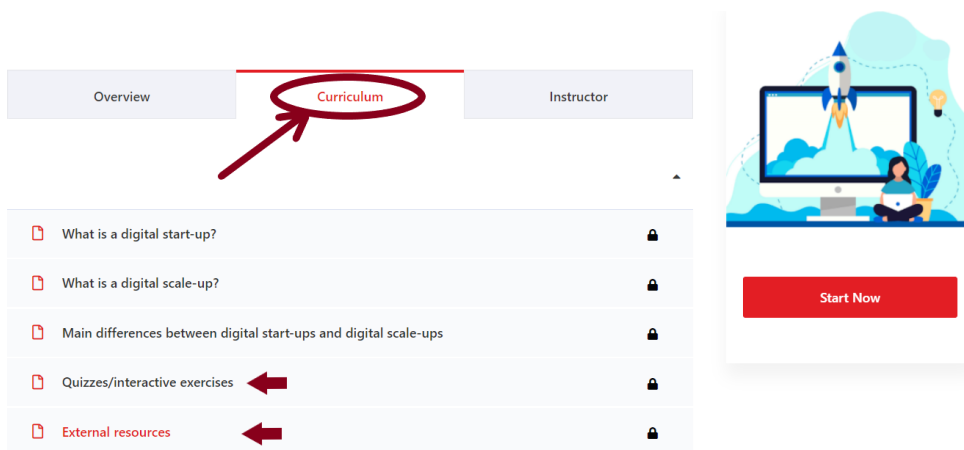 Overview
Curriculum
Instructor
What is a digital start-up?
What is a digital scale-up?
Main differences between digital start-ups and digital scale-ups
Quizzes/interactive exercises
External resources
Start Now